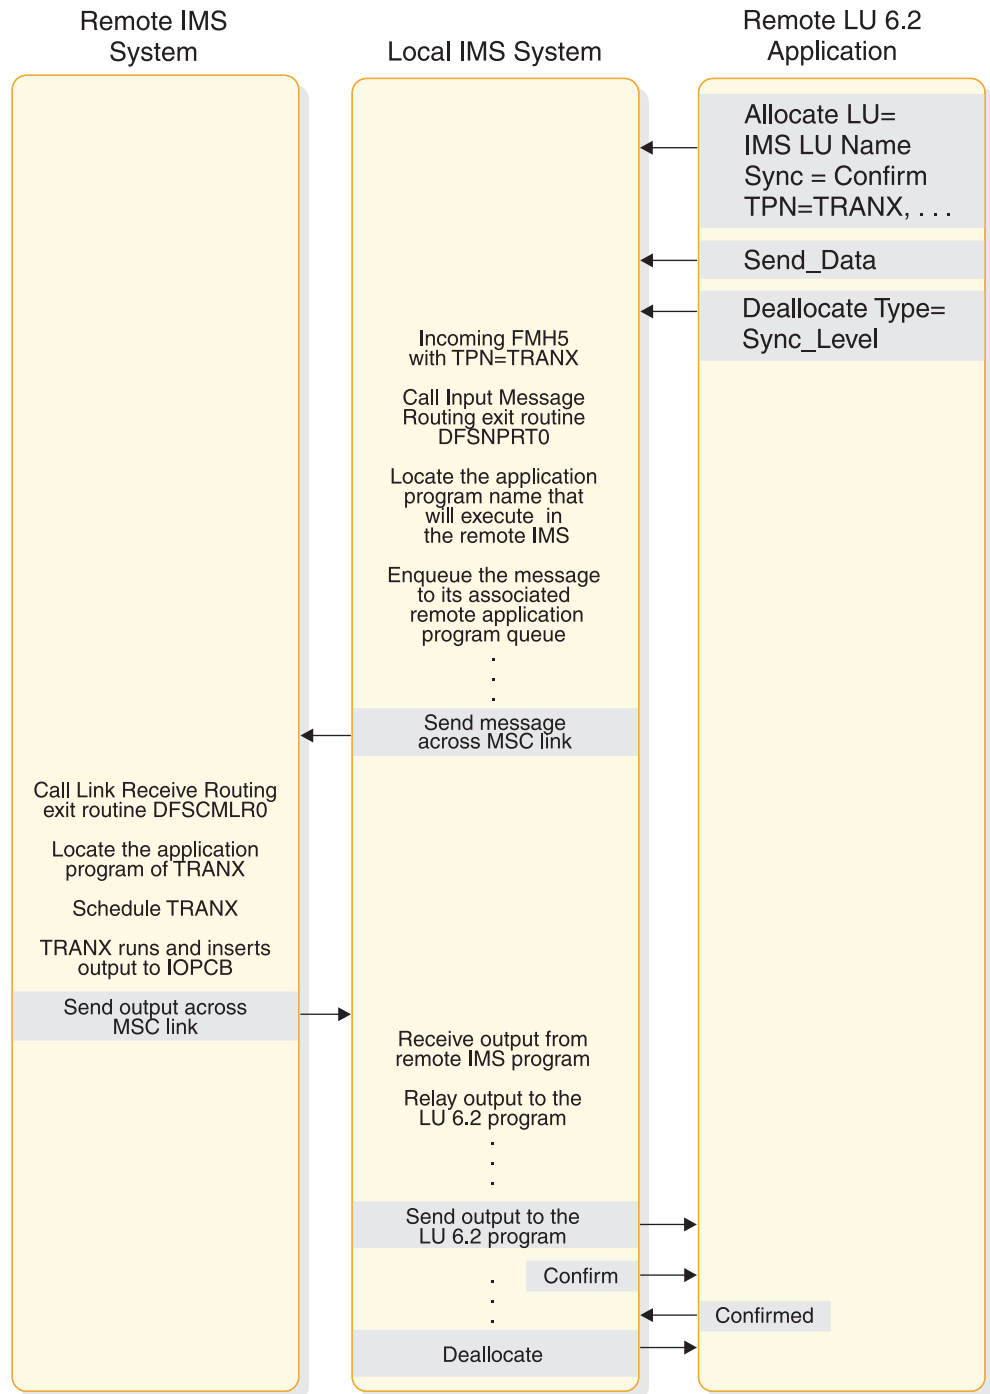 Remote IMS
System
Local IMS System
Remote LU 6.2
Application
Allocate LU=
IMS LU Name
Sync = Confirm
TPN=TRANX, . . .
Send_Data
Deallocate Type=
Sync_Level
Incoming FMH5
with TPN=TRANX
Call Input Message
Routing exit routine
DFSNPRT0
Locate the application
program name that
will execute in
the remote IMS
Enqueue the message
to its associated
remote application
program queue
.
.
.
Send message
across MSC link
Call Link Receive Routing
exit routine DFSCMLR0
Locate the application
program of TRANX
Schedule TRANX
TRANX runs and inserts
output to IOPCB
Send output across
MSC link
Receive output from
remote IMS program
Relay output to the
LU 6.2 program
.
.
.
Send output to the
LU 6.2 program
Confirm
.
.
.
Confirmed
Deallocate